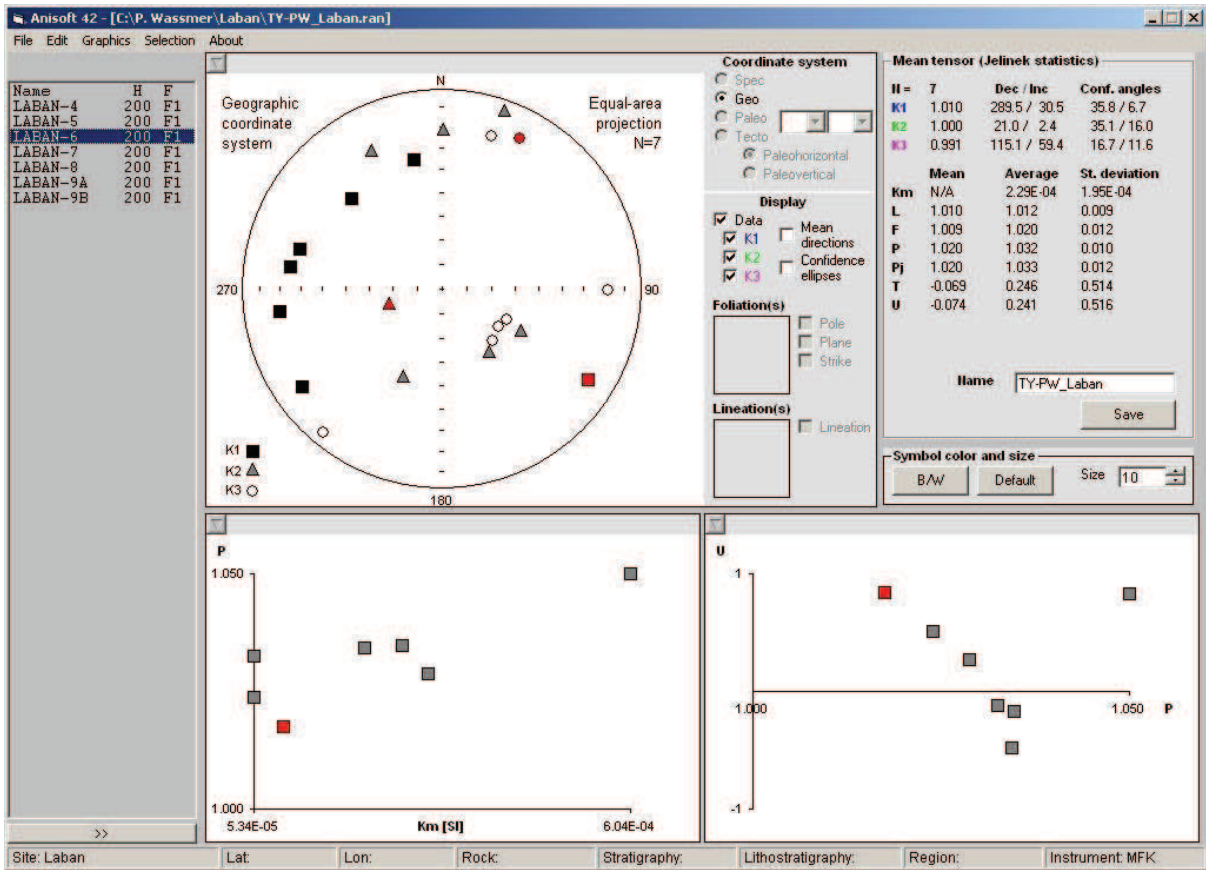 Anisoft 42 - [C:\P. Wassmer\Laban\TY-PW_Laban.ran]
File Edit Graphics Selection About
Name H F
LABAN-4 200 F1
LABAN-5 200 F1
LABAN-6 200 F1
LABAN-7 200 F1
LABAN-8 200 F1
LABAN-9A 200 F1
LABAN-9B 200 F1
>>
Geographic
coordinate
system
N
Equal-area
projection
N=7
270
90
180
K1
K2
K3
Coordinate system
Spec
Geo
Paleo
Tecto
Paleohorizontal
Paleovertical
Display
Data
K1
K2
K3
Mean
directions
Confidence
ellipses
Foliation(s)
Pole
Plane
Strike
Lineation(s)
Lineation
Mean tensor (Jelinek statistics)
N = 7 Dec / Inc Conf. angles
K1 1.010 289.5 / 30.5 35.8 / 6.7
K2 1.000 21.0 / 2.4 35.1 / 16.0
K3 0.991 115.1 / 59.4 16.7 / 11.6
Mean Average St. deviation
Km N/A 2.29E-04 1.95E-04
L 1.010 1.012 0.009
F 1.009 1.020 0.012
P 1.020 1.032 0.010
Pj 1.020 1.033 0.012
T -0.069 0.246 0.514
U -0.074 0.241 0.516
Name TY-PW_Laban
Save
Symbol color and size
B/W Default Size 10
P
1.050
1.000
5.34E-05 Km [SI] 6.04E-04
U
1
1.000 1.050 P
-1
Site: Laban Lat: Lon: Rock: Stratigraphy: Lithostratigraphy: Region: Instrument: MFK